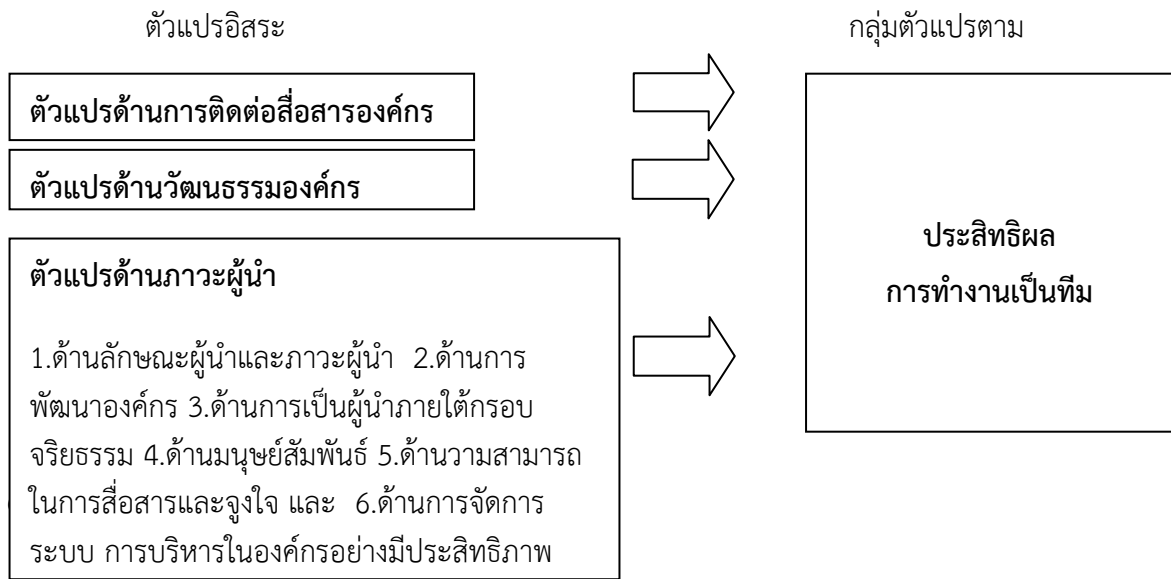 ตัวแปรอิสระ
กลุ่มตัวแปรตาม
ตัวแปรด้านการติดต่อสื่อสารองค์กร
ตัวแปรด้านวัฒนธรรมองค์กร
ตัวแปรด้านภาวะผู้นำ
1.ด้านลักษณะผู้นำและภาวะผู้นำ 2.ด้านการ
พัฒนาองค์กร 3.ด้านการเป็นผู้นำภายใต้กรอบ
จริยธรรม 4.ด้านมนุษย์สัมพันธ์ 5.ด้านวามสามารถ
ในการสื่อสารและจูงใจ และ 6.ด้านการจัดการ
ระบบ การบริหารในองค์กรอย่างมีประสิทธิภาพ
ประสิทธิผล
การทำงานเป็นทีม